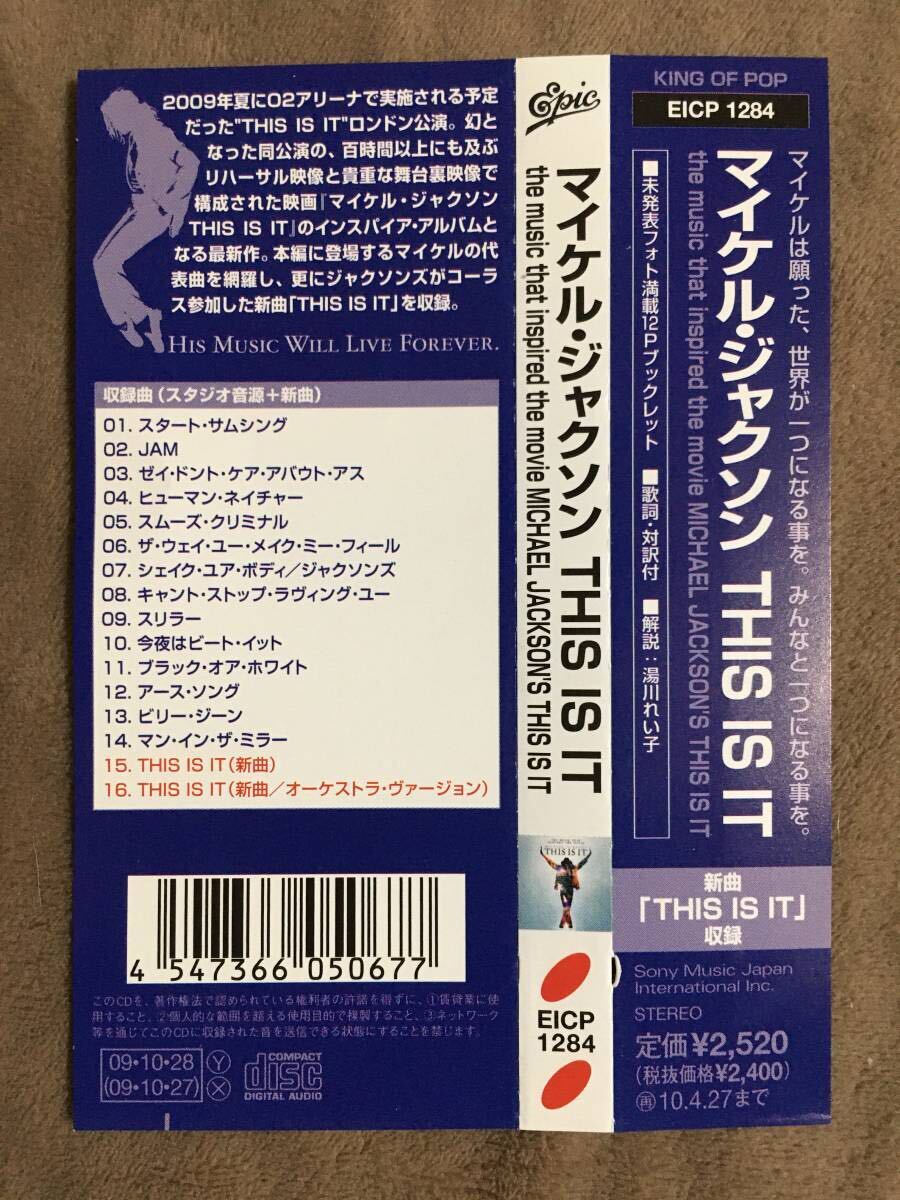 2009年夏にO2アリーナで実施される予定
だった"THIS IS IT"ロンドン公演。幻と
なった同公演の、百時間以上にも及ぶ
リハーサル映像と貴重な舞台裏映像で
構成された映画『マイケル・ジャクソン
THIS IS IT』のインスパイア・アルバムと
なる最新作。本編に登場するマイケルの代
表曲を網羅し、更にジャクソンズがコーラ
ス参加した新曲「THIS IS IT」を収録。
HIS MUSIC WILL LIVE FOREVER.
収録曲(スタジオ音源+新曲)
01. スタート・サムシング
02. JAM
03. ゼイ・ドント・ケア・アバウト・アス
04. ヒューマン・ネイチャー
05. スムーズ・クリミナル
06. ザ・ウェイ・ユー・メイク・ミー・フィール
07. シェイク・ユア・ボディ/ジャクソンズ
08. キャント・ストップ・ラヴィング・ユー
09. スリラー
10. 今夜はビート・イット
11. ブラック・オア・ホワイト
12. アース・ソング
13. ビリー・ジーン
14. マン・イン・ザ・ミラー
15. THIS IS IT(新曲)
16. THIS IS IT(新曲/オーケストラ・ヴァージョン)
4 547366 050677
このCDを、著作権法で認められている権利者の許諾を得ずに、①賃貸業に使
用すること、②個人的な範囲を超える使用目的で複製すること、③ネットワーク
等を通じてこのCDに収録された音を送信できる状態にすることを禁じます。
09・10・28 Ⓨ
(09・10・27) Ⓧ
COMPACT
disc
DIGITAL AUDIO
Epic
マイケル・ジャクソン THIS IS IT
the music that inspired the movie MICHAEL JACKSON'S THIS IS IT
THIS IS IT
EICP
1284
KING OF POP
EICP 1284
マイケルは願った、世界が一つになる事を。みんなと一つになる事を。
マイケル・ジャクソン THIS IS IT
the music that inspired the movie MICHAEL JACKSON'S THIS IS IT
■未発表フォト満載12Pブックレット ■歌詞・対訳付 ■解説:湯川れい子
新曲
「THIS IS IT」
収録
Sony Music Japan
International Inc.
STEREO
定価¥2,520
(税抜価格¥2,400)
㊞10.4.27まで